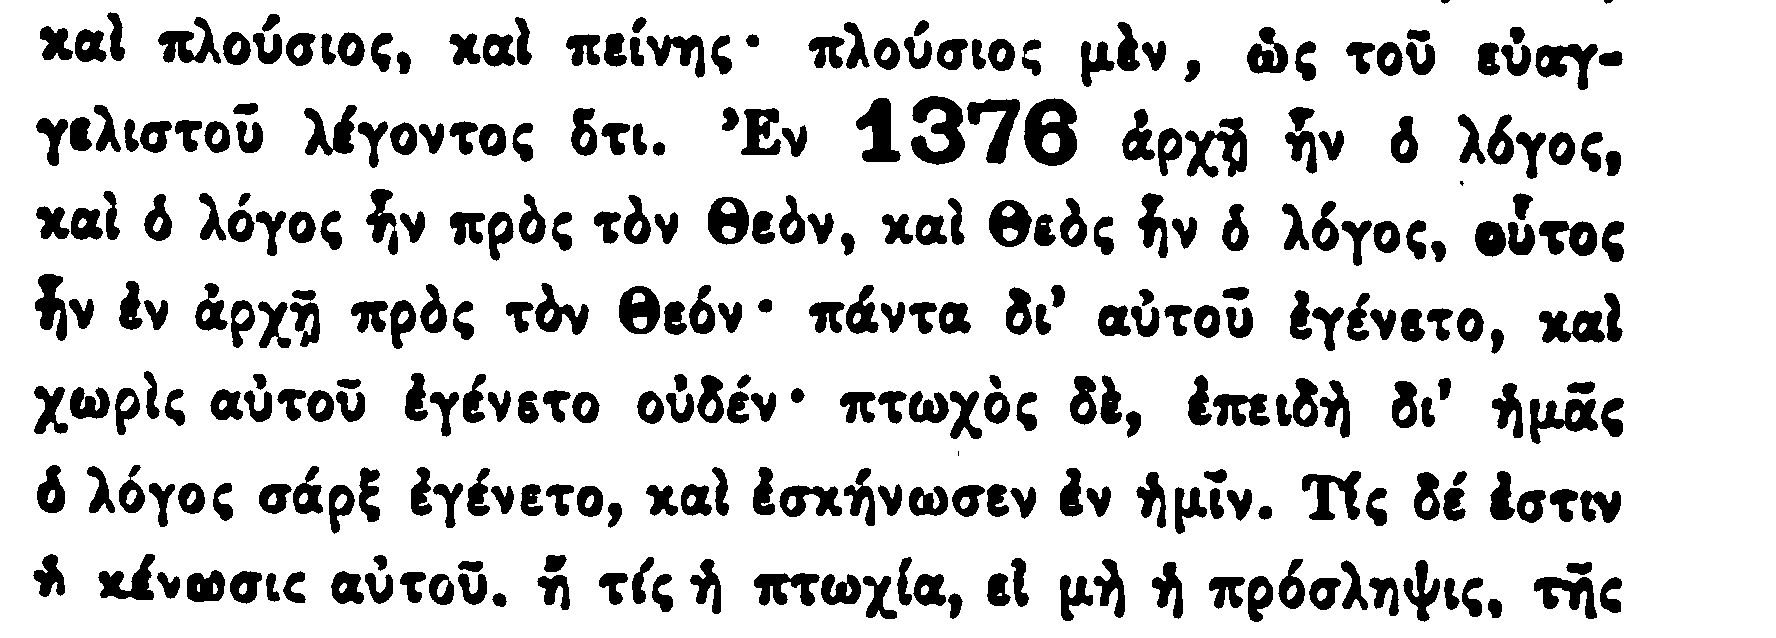 καὶ πλούσιος, καὶ πείνης· πλούσιος μὲν, ὡς τοῦ εὐαγ-
γελιστοῦ λέγοντος ὅτι. Ἐν 1376 ἀρχῇ ἦν ὁ λόγος,
καὶ ὁ λόγος ἦν πρὸς τὸν Θεὸν, καὶ Θεὸς ἦν ὁ λόγος, οὗτος
ἦν ἐν ἀρχῇ πρὸς τὸν Θεόν· πάντα δι' αὐτοῦ ἐγένετο, καὶ
χωρὶς αὐτοῦ ἐγένετο οὐδέν· πτωχὸς δὲ, ἐπειδὴ δι' ἡμᾶς
ὁ λόγος σάρξ ἐγένετο, καὶ ἐσκήνωσεν ἐν ἡμῖν. Τίς δέ ἐστιν
ἡ κένωσις αὐτοῦ. ἢ τίς ἡ πτωχία, εἰ μὴ ἡ πρόσληψις, τῆς